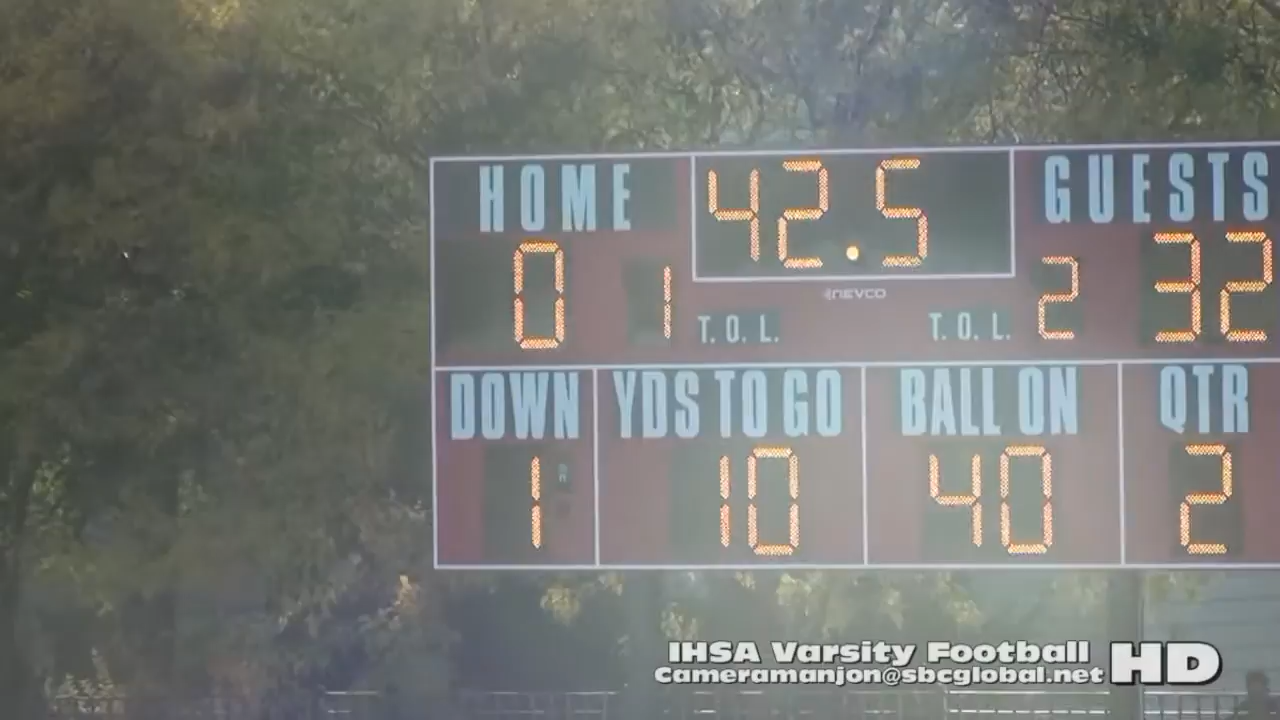 HOME 42.5 GUESTS
0 1 T.O.L. NEVCO T.O.L. 2 32
DOWN YDS TO GO BALL ON QTR
1 10 40 2
IHSA Varsity Football HD
cameramanjon@sbcglobal.net